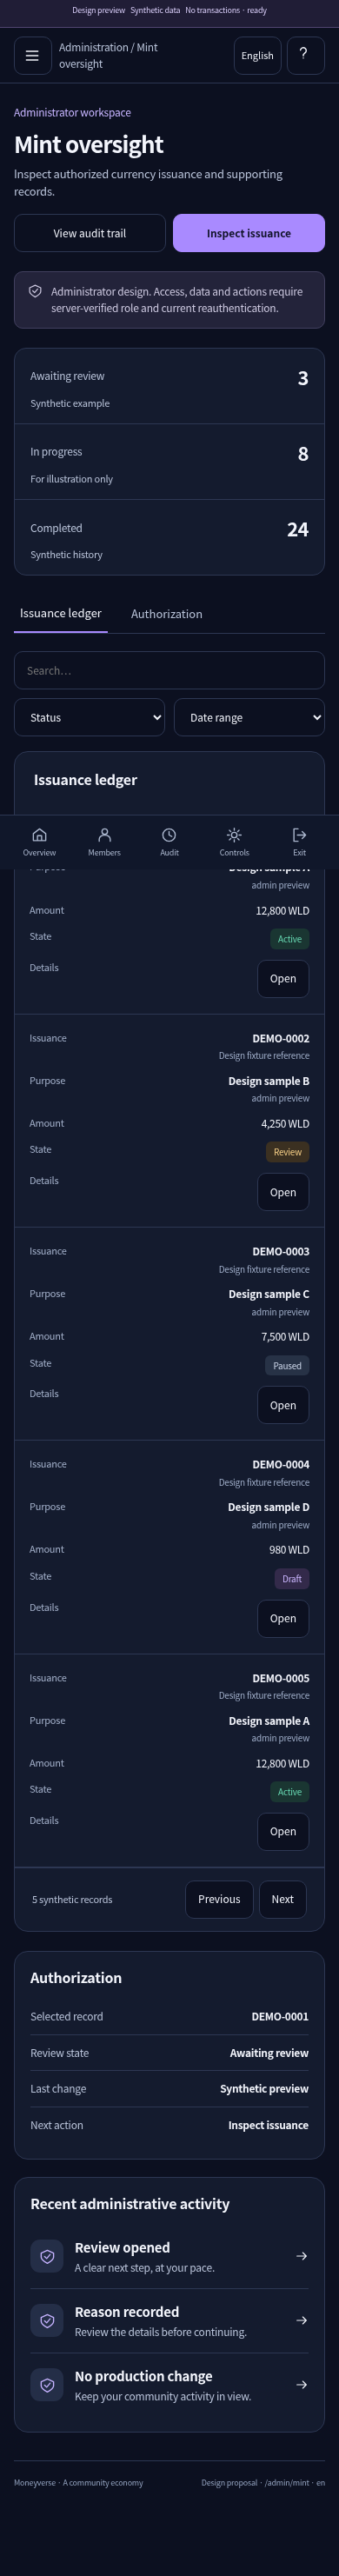 Design preview Synthetic data No transactions · ready
Administration / Mint
oversight
English
?
Administrator workspace
Mint oversight
Inspect authorized currency issuance and supporting
records.
View audit trail
Inspect issuance
Administrator design. Access, data and actions require
server-verified role and current reauthentication.
Awaiting review
3
Synthetic example
In progress
8
For illustration only
Completed
24
Synthetic history
Issuance ledger
Authorization
Search…
Status
Date range
Issuance ledger
Overview
Members
Audit
Controls
Exit
admin preview
Amount
12,800 WLD
State
Active
Details
Open
Issuance
DEMO-0002
Design fixture reference
Purpose
Design sample B
admin preview
Amount
4,250 WLD
State
Review
Details
Open
Issuance
DEMO-0003
Design fixture reference
Purpose
Design sample C
admin preview
Amount
7,500 WLD
State
Paused
Details
Open
Issuance
DEMO-0004
Design fixture reference
Purpose
Design sample D
admin preview
Amount
980 WLD
State
Draft
Details
Open
Issuance
DEMO-0005
Design fixture reference
Purpose
Design sample A
admin preview
Amount
12,800 WLD
State
Active
Details
Open
5 synthetic records
Previous
Next
Authorization
Selected record
DEMO-0001
Review state
Awaiting review
Last change
Synthetic preview
Next action
Inspect issuance
Recent administrative activity
Review opened
A clear next step, at your pace.
Reason recorded
Review the details before continuing.
No production change
Keep your community activity in view.
Moneyverse · A community economy
Design proposal · /admin/mint · en